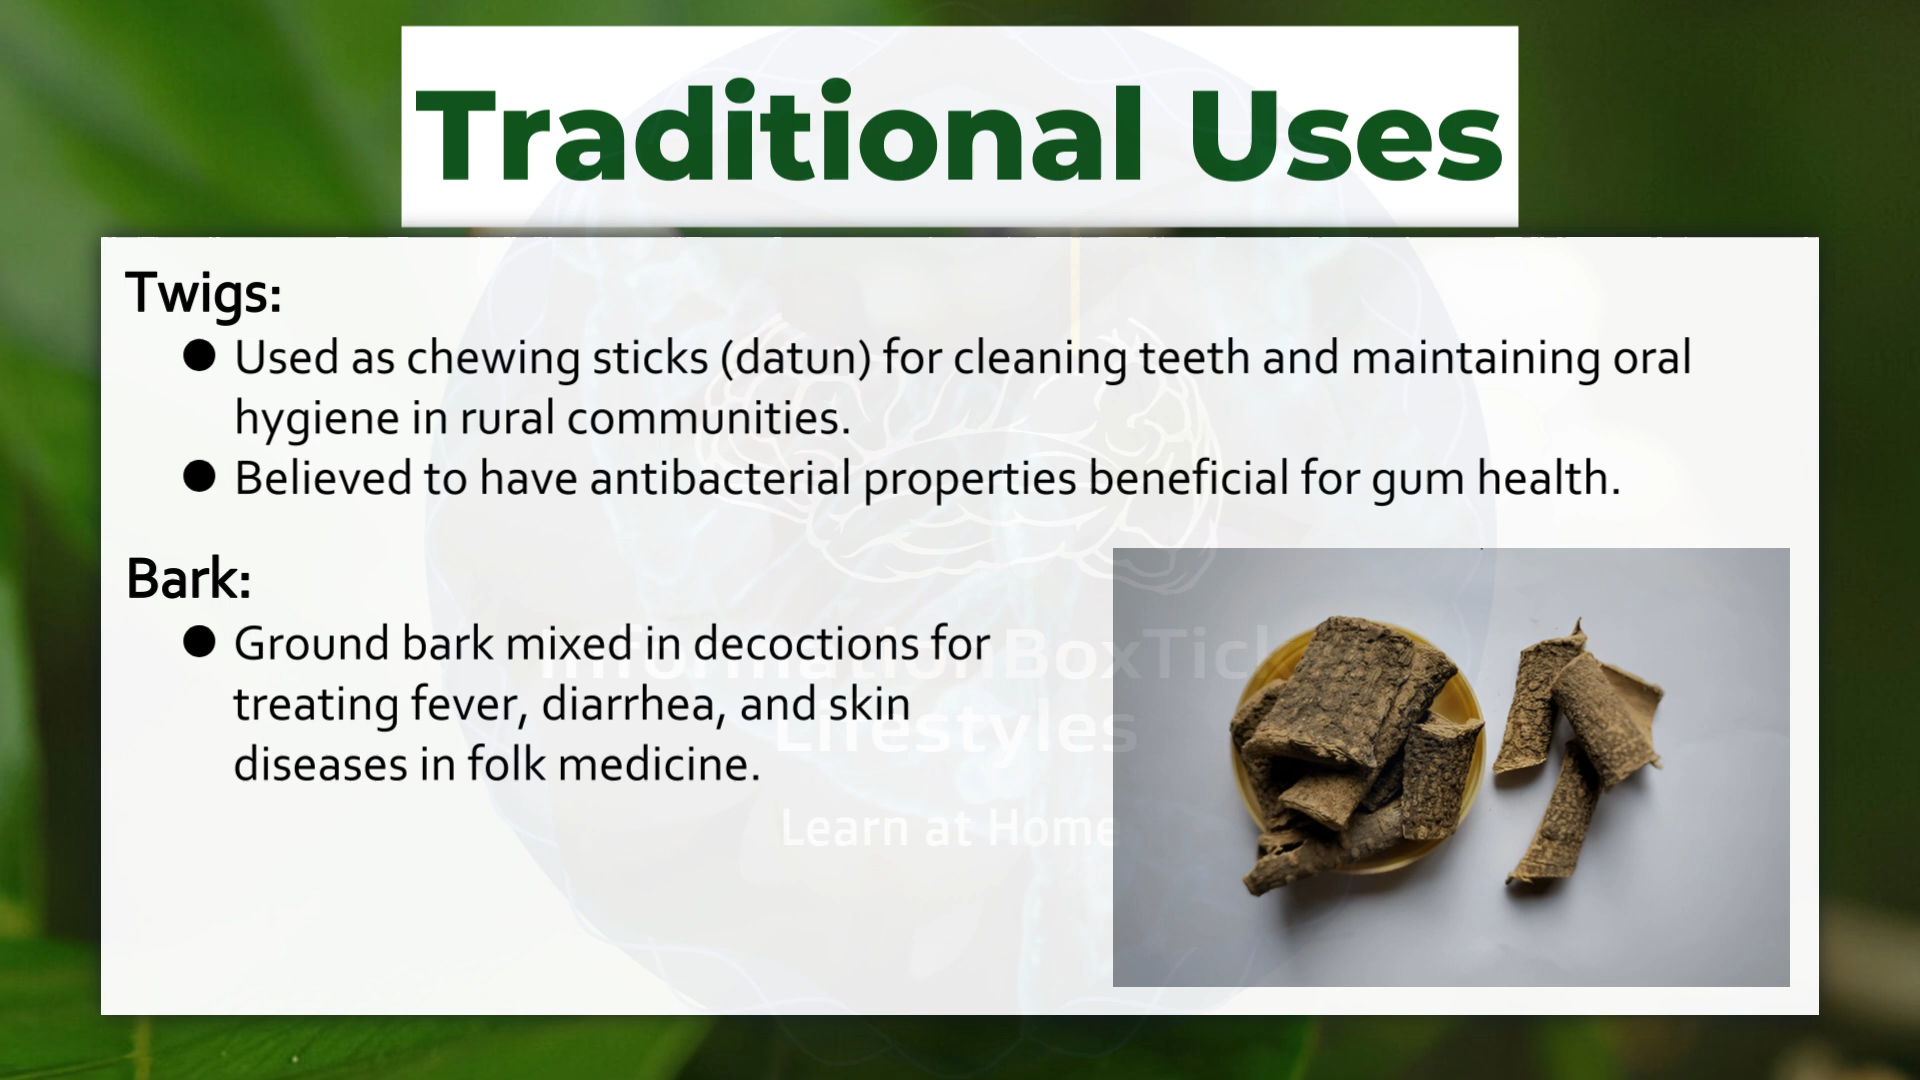 Traditional Uses
Twigs:
● Used as chewing sticks (datun) for cleaning teeth and maintaining oral
hygiene in rural communities.
● Believed to have antibacterial properties beneficial for gum health.
Bark:
● Ground bark mixed in decoctions for
treating fever, diarrhea, and skin
diseases in folk medicine.
InformationBoxTick
Lifestyles
Learn at Home